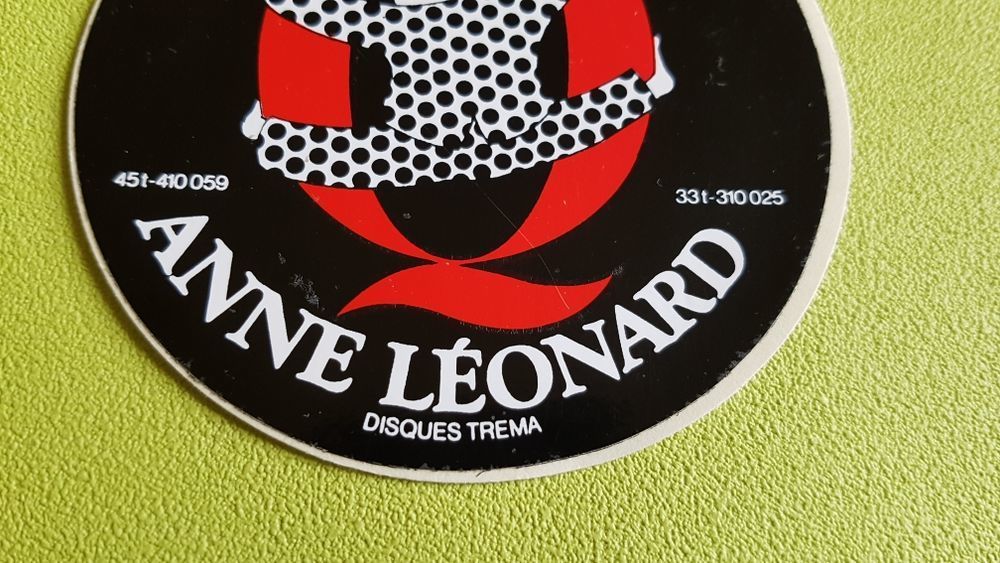 45t-410 059
33t-310 025
ANNE LÉONARD
DISQUES TREMA